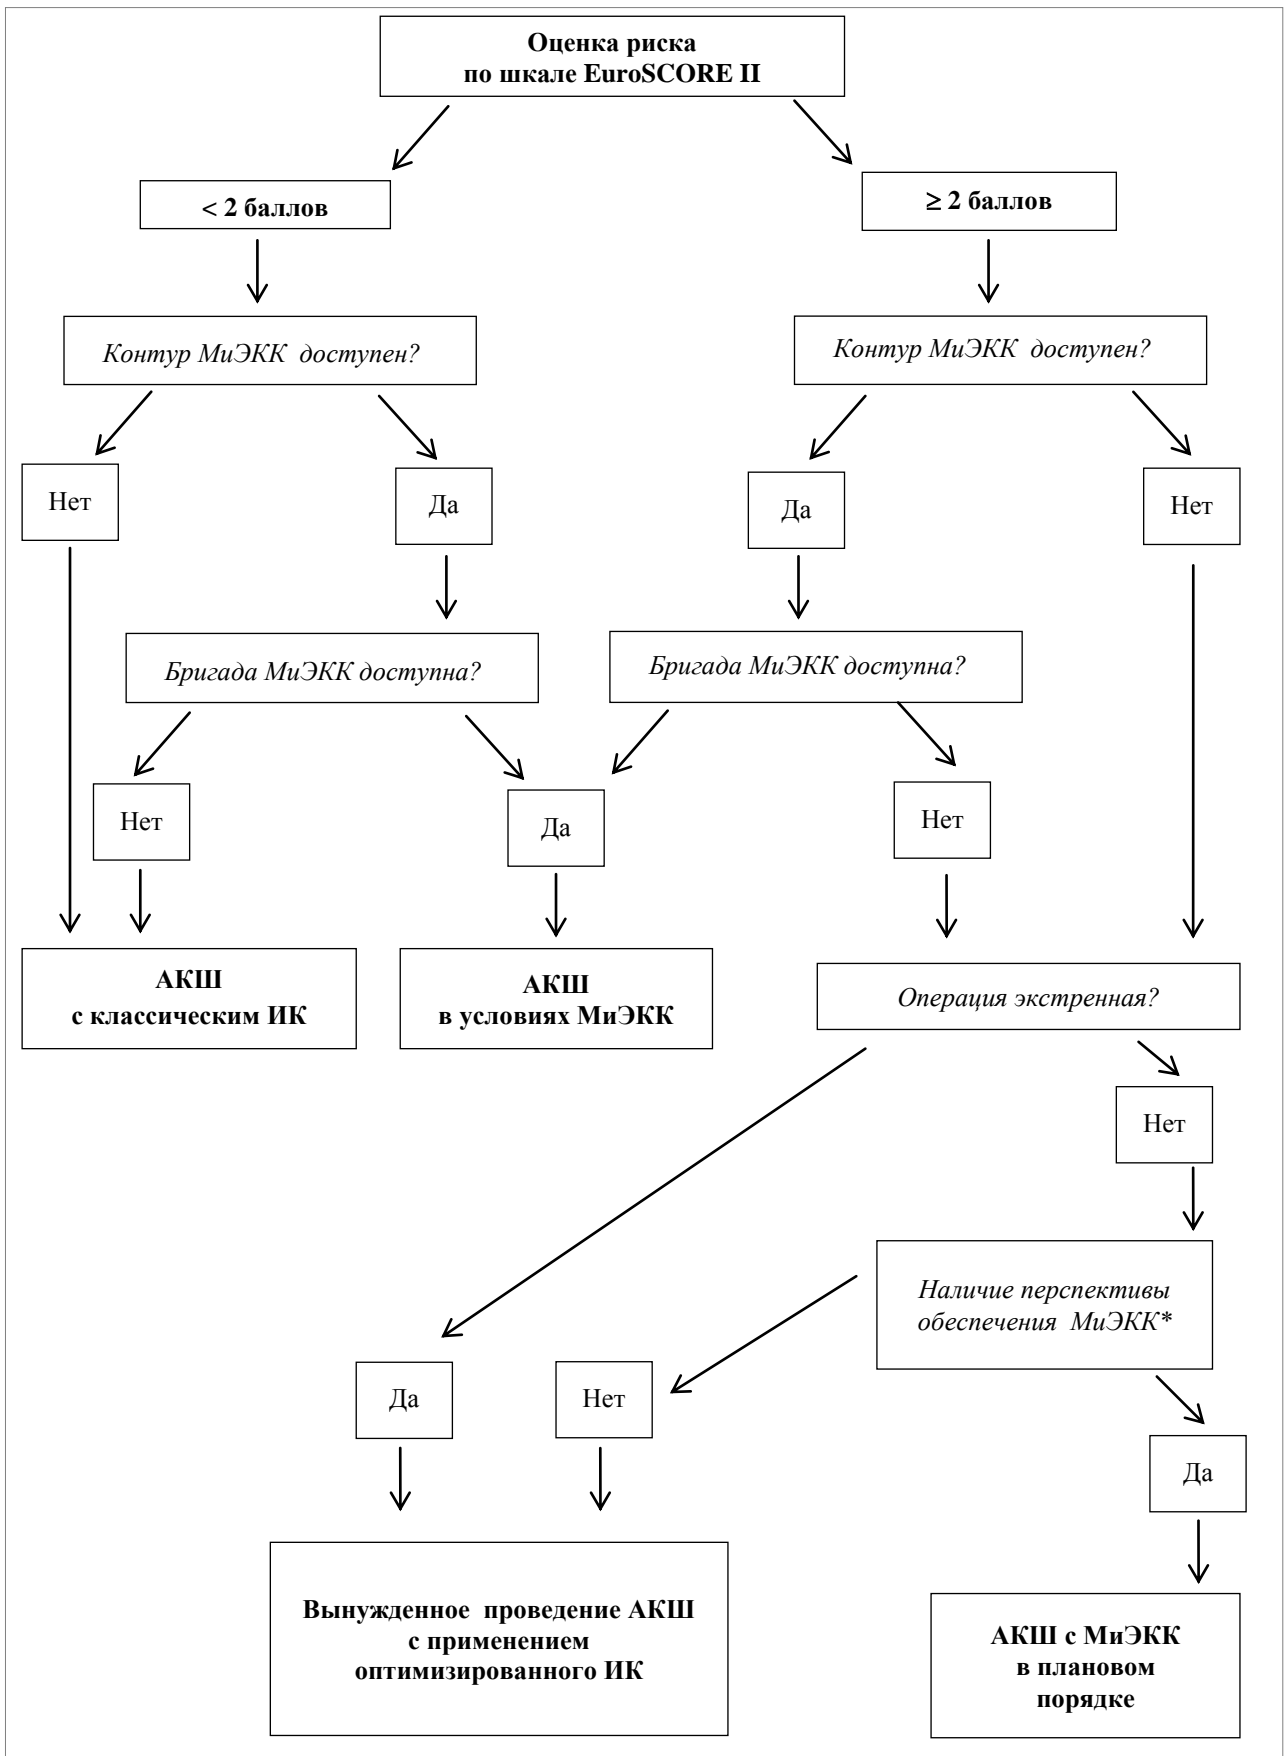 Оценка риска
по шкале EuroSCORE II
< 2 баллов
≥ 2 баллов
Контур МиЭКК доступен?
Контур МиЭКК доступен?
Нет
Да
Да
Нет
Бригада МиЭКК доступна?
Бригада МиЭКК доступна?
Нет
Да
Нет
АКШ
с классическим ИК
АКШ
в условиях МиЭКК
Операция экстренная?
Нет
Наличие перспективы
обеспечения МиЭКК*
Да
Нет
Да
Вынужденное проведение АКШ
с применением
оптимизированного ИК
АКШ с МиЭКК
в плановом
порядке